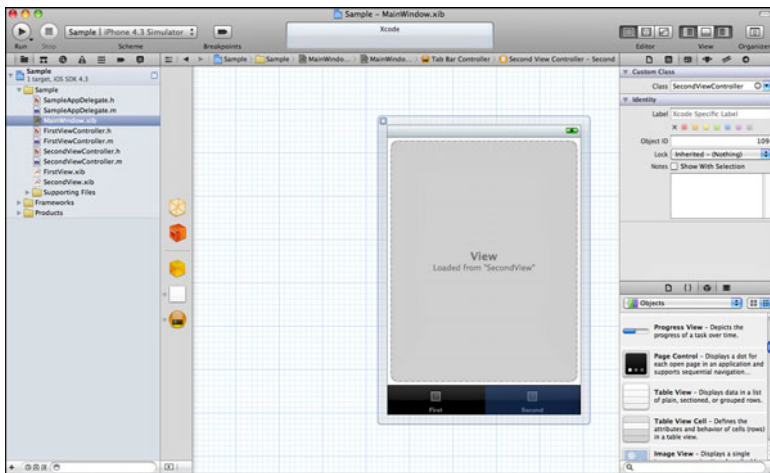 Sample - MainWindow.xib
Sample | iPhone 4.3 Simulator
Xcode
Run
Stop
Scheme
Breakpoints
Editor
View
Organizer
Sample
Sample
MainWindo...
MainWindo...
Tab Bar Controller
Second View Controller - Second
Sample
1 target, iOS SDK 4.3
Sample
SampleAppDelegate.h
SampleAppDelegate.m
MainWindow.xib
FirstViewController.h
FirstViewController.m
SecondViewController.h
SecondViewController.m
FirstView.xib
SecondView.xib
Supporting Files
Frameworks
Products
View
Loaded from "SecondView"
First
Second
Custom Class
Class SecondViewController
Identity
Label Xcode Specific Label
Object ID 109
Lock Inherited - (Nothing)
Notes Show With Selection
Objects
Progress View - Depicts the
progress of a task over time.
Page Control - Displays a dot for
each open page in an application and
supports sequential navigation...
Table View - Displays data in a list
of plain, sectioned, or grouped rows.
Table View Cell - Defines the
attributes and behavior of cells (rows)
in a table view.
Image View - Displays a single